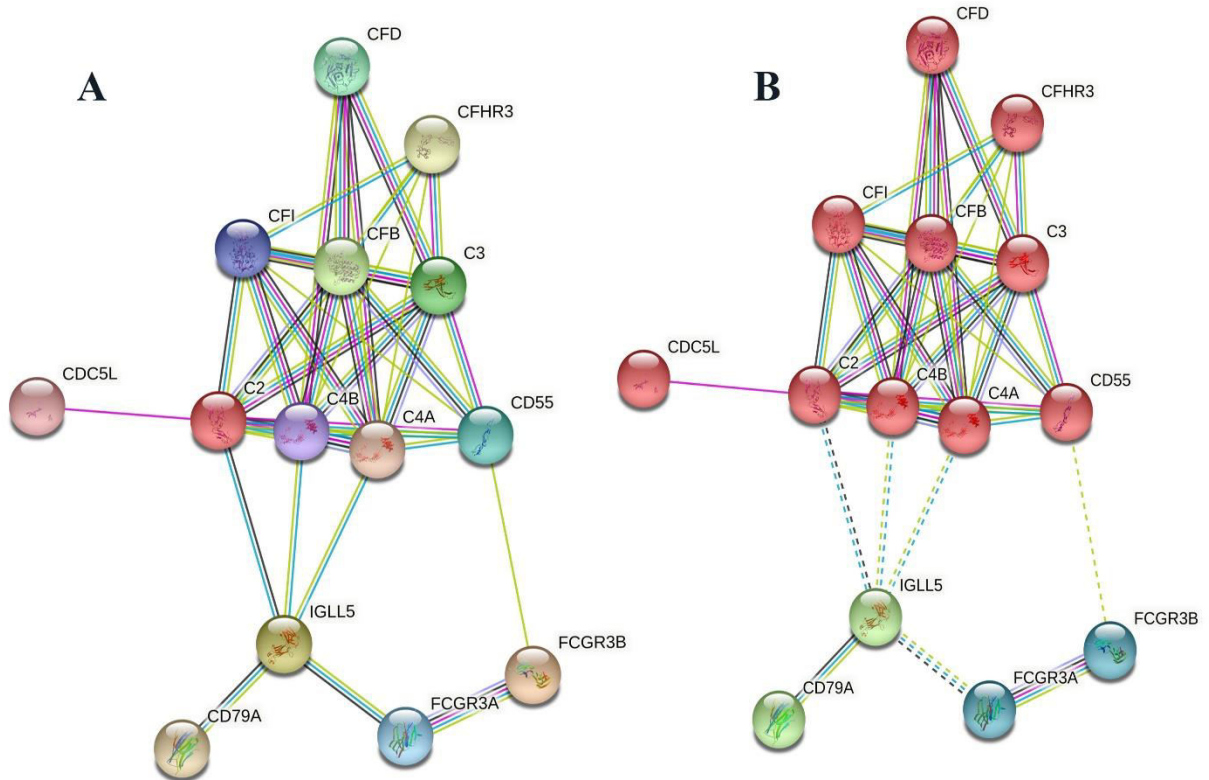 A
CFD
CFHR3
CFI
CFB
C3
CDC5L
C2
C4B
C4A
CD55
IGLL5
FCGR3B
CD79A
FCGR3A
B
CFD
CFHR3
CFI
CFB
C3
CDC5L
C2
C4B
C4A
CD55
IGLL5
FCGR3B
CD79A
FCGR3A